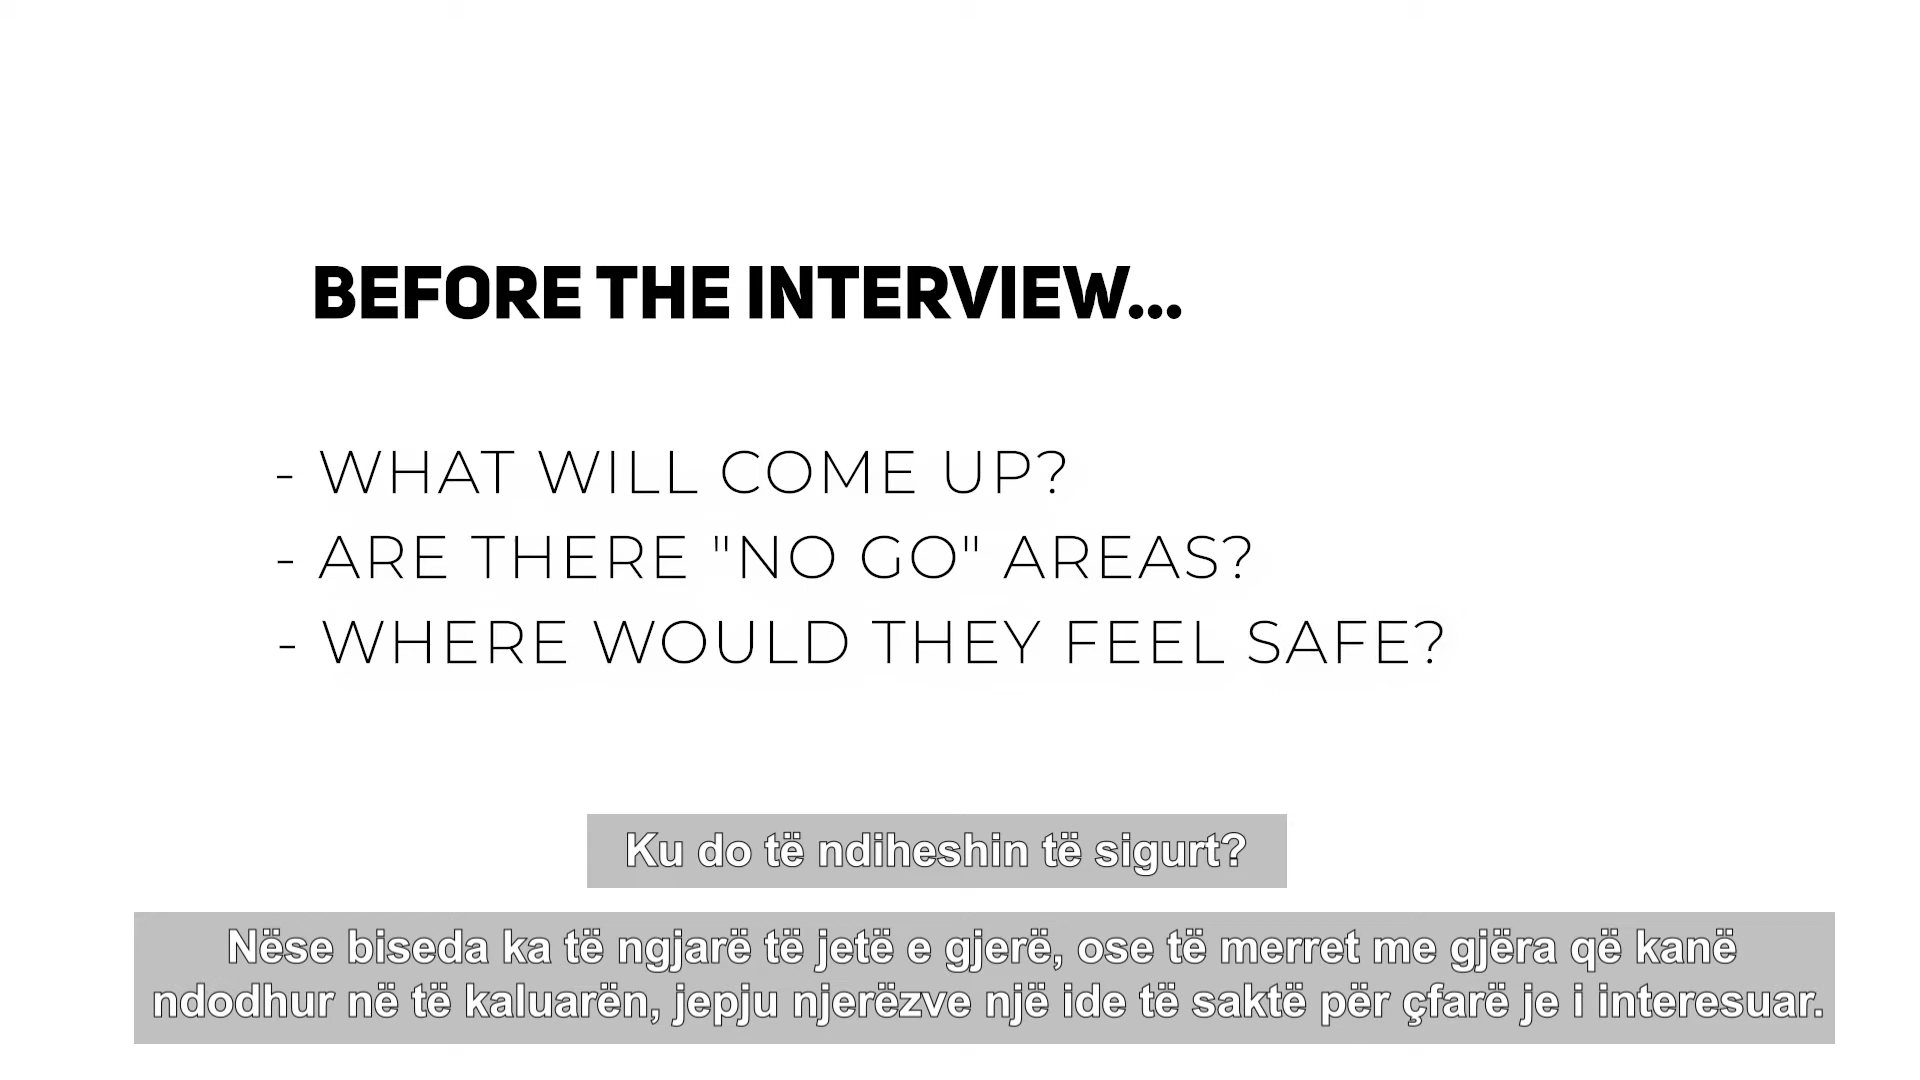 BEFORE THE INTERVIEW...
- WHAT WILL COME UP?
- ARE THERE "NO GO" AREAS?
- WHERE WOULD THEY FEEL SAFE?
Ku do të ndiheshin të sigurt?
Nëse biseda ka të ngjarë të jetë e gjerë, ose të merret me gjëra që kanë
ndodhur në të kaluarën, jepju njerëzve një ide të saktë për çfarë je i interesuar.